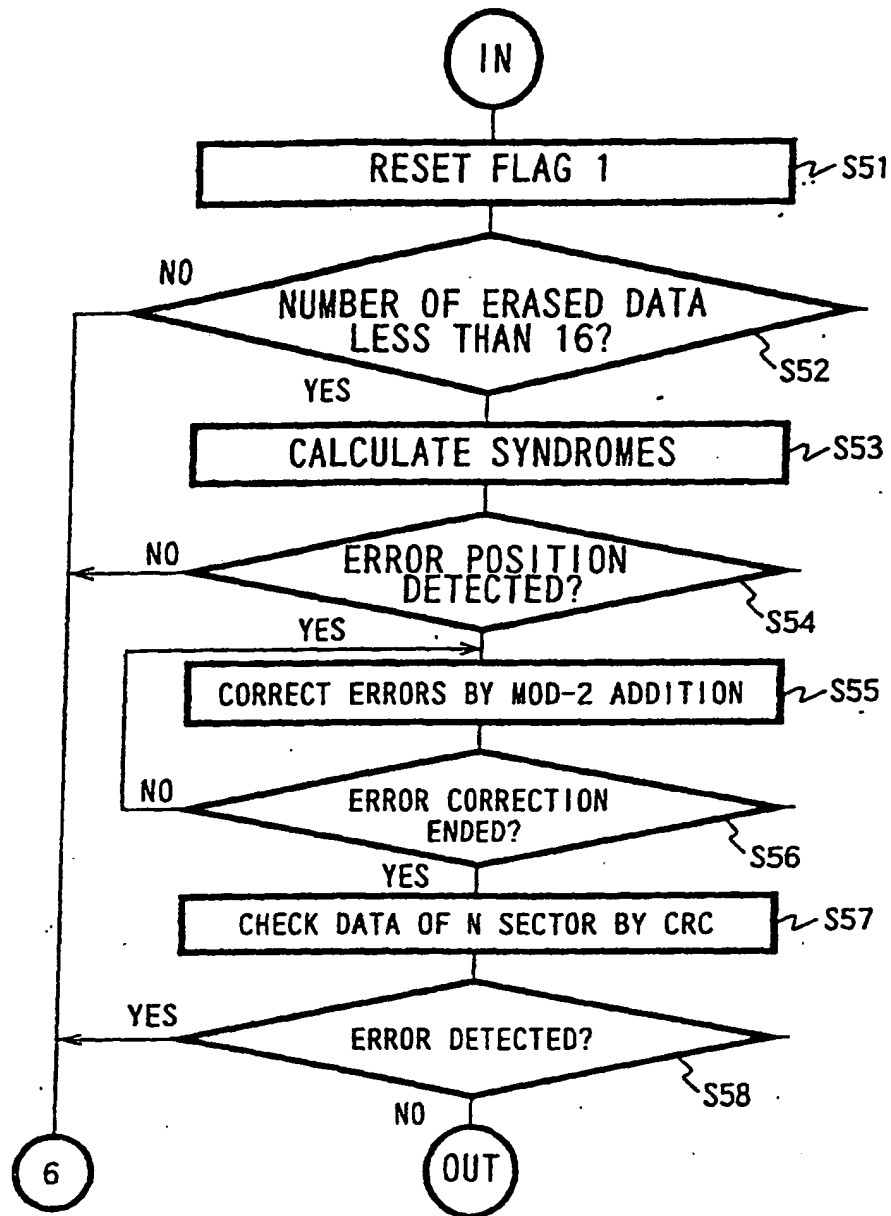 IN
RESET FLAG 1
S51
NO
NUMBER OF ERASED DATA
LESS THAN 16?
S52
YES
CALCULATE SYNDROMES
S53
NO
ERROR POSITION
DETECTED?
S54
YES
CORRECT ERRORS BY MOD-2 ADDITION
S55
NO
ERROR CORRECTION
ENDED?
S56
YES
CHECK DATA OF N SECTOR BY CRC
S57
YES
ERROR DETECTED?
S58
NO
6
OUT